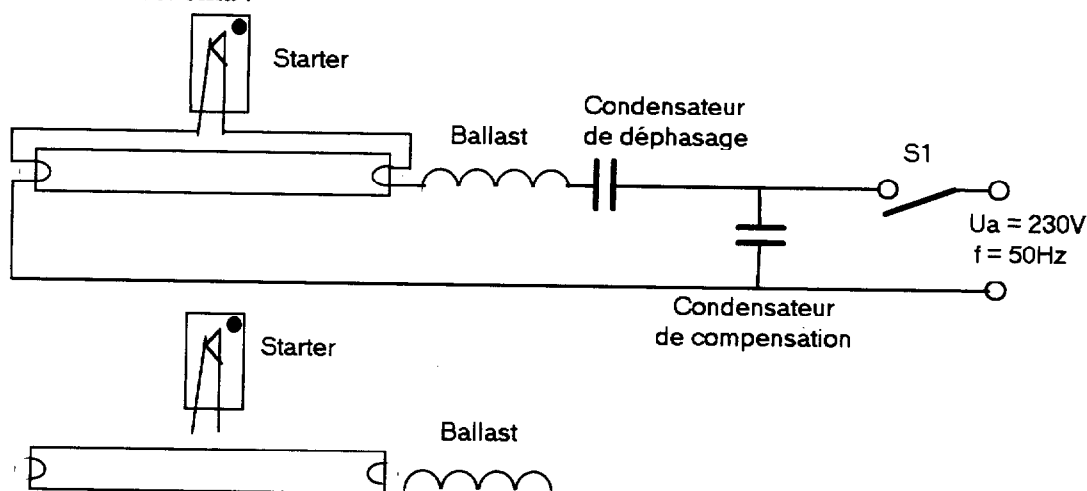 Starter
Condensateur
de déphasage
Ballast
S1
Ua = 230V
f = 50Hz
Condensateur
de compensation
Starter
Ballast